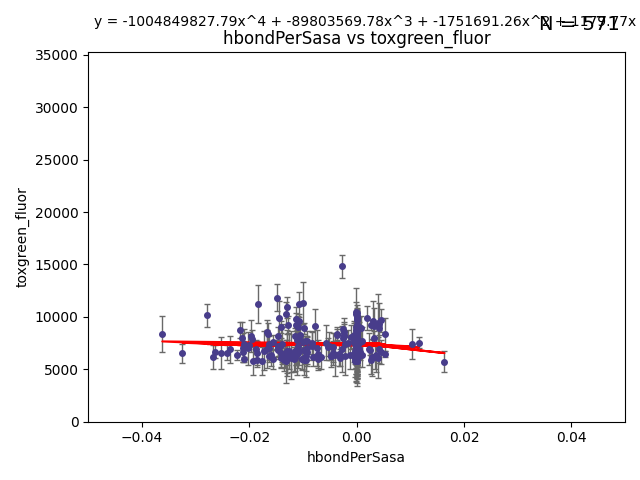 y = -1004849827.79x^4 + -89803569.78x^3 + -1751691.26x^2
N = 571
hbondPerSasa vs toxgreen_fluor
35000
30000
25000
20000
15000
10000
5000
0
toxgreen_fluor
-0.04 -0.02 0.00 0.02 0.04
hbondPerSasa